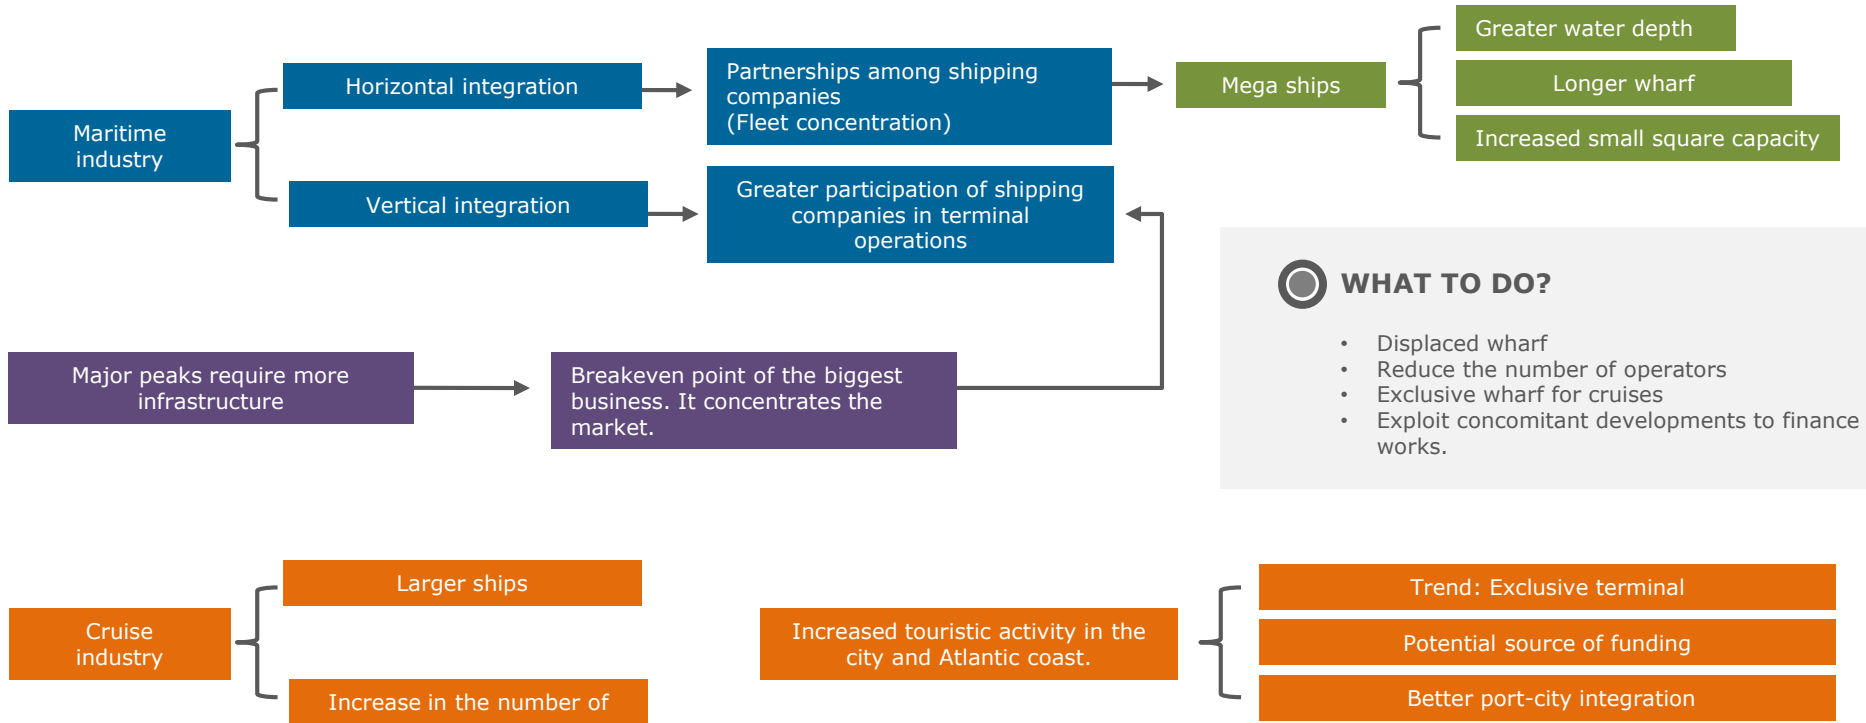 Maritime
industry
Horizontal integration
Vertical integration
Partnerships among shipping
companies
(Fleet concentration)
Greater participation of shipping
companies in terminal
operations
Mega ships
Greater water depth
Longer wharf
Increased small square capacity
Major peaks require more
infrastructure
Breakeven point of the biggest
business. It concentrates the
market.
WHAT TO DO?
• Displaced wharf
• Reduce the number of operators
• Exclusive wharf for cruises
• Exploit concomitant developments to finance
works.
Cruise
industry
Larger ships
Increase in the number of
Increased touristic activity in the
city and Atlantic coast.
Trend: Exclusive terminal
Potential source of funding
Better port-city integration